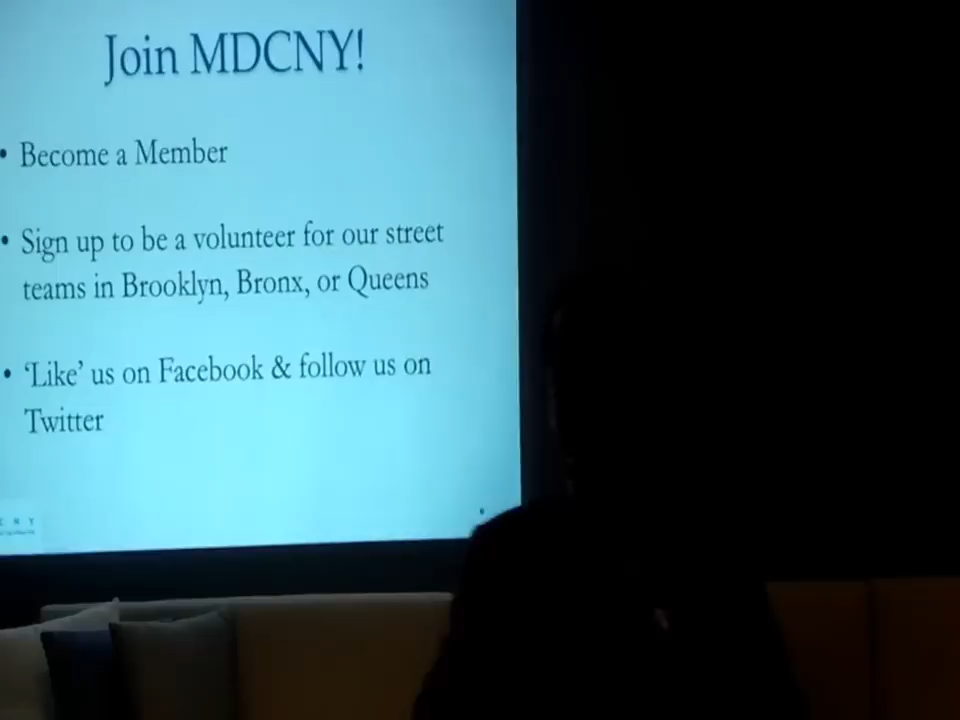 Join MDCNY!
• Become a Member
• Sign up to be a volunteer for our street
teams in Brooklyn, Bronx, or Queens
• ‘Like’ us on Facebook & follow us on
Twitter
C N Y